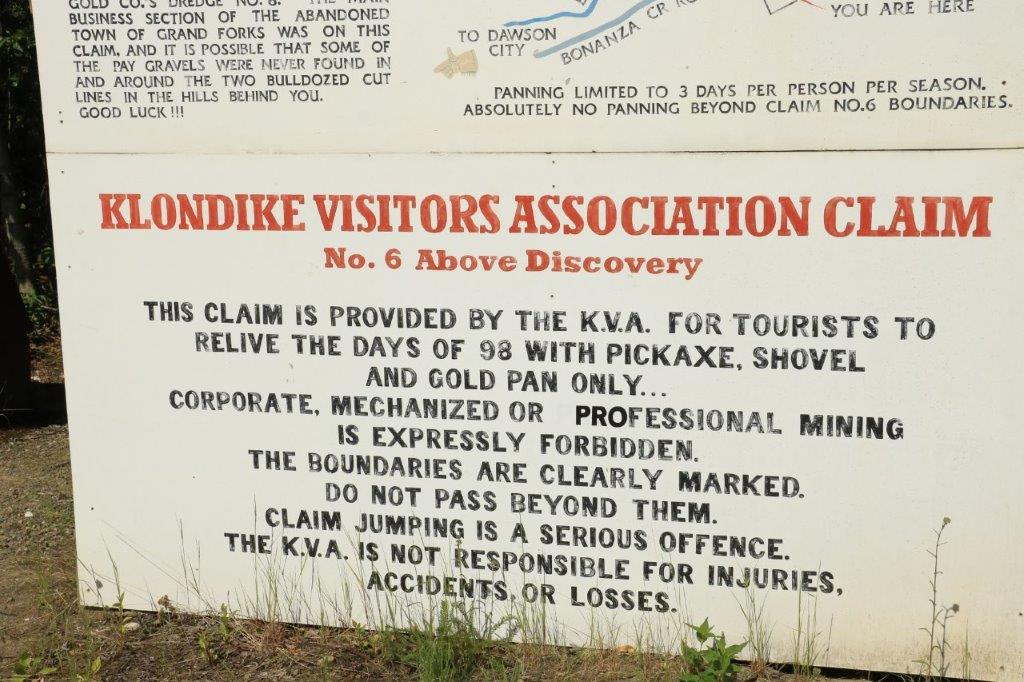 GOLD CO.'S DREDGE NO. 8. THE MAIN
BUSINESS SECTION OF THE ABANDONED
TOWN OF GRAND FORKS WAS ON THIS
CLAIM, AND IT IS POSSIBLE THAT SOME OF
THE PAY GRAVELS WERE NEVER FOUND IN
AND AROUND THE TWO BULLDOZED CUT
LINES IN THE HILLS BEHIND YOU.
GOOD LUCK!!!
TO DAWSON
CITY
BONANZA CR
YOU ARE HERE
PANNING LIMITED TO 3 DAYS PER PERSON PER SEASON.
ABSOLUTELY NO PANNING BEYOND CLAIM NO.6 BOUNDARIES.
KLONDIKE VISITORS ASSOCIATION CLAIM
No. 6 Above Discovery
THIS CLAIM IS PROVIDED BY THE K.V.A. FOR TOURISTS TO
RELIVE THE DAYS OF 98 WITH PICKAXE, SHOVEL
AND GOLD PAN ONLY...
CORPORATE, MECHANIZED OR PROFESSIONAL MINING
IS EXPRESSLY FORBIDDEN.
THE BOUNDARIES ARE CLEARLY MARKED.
DO NOT PASS BEYOND THEM.
CLAIM JUMPING IS A SERIOUS OFFENCE.
THE K.V.A. IS NOT RESPONSIBLE FOR INJURIES,
ACCIDENTS, OR LOSSES.